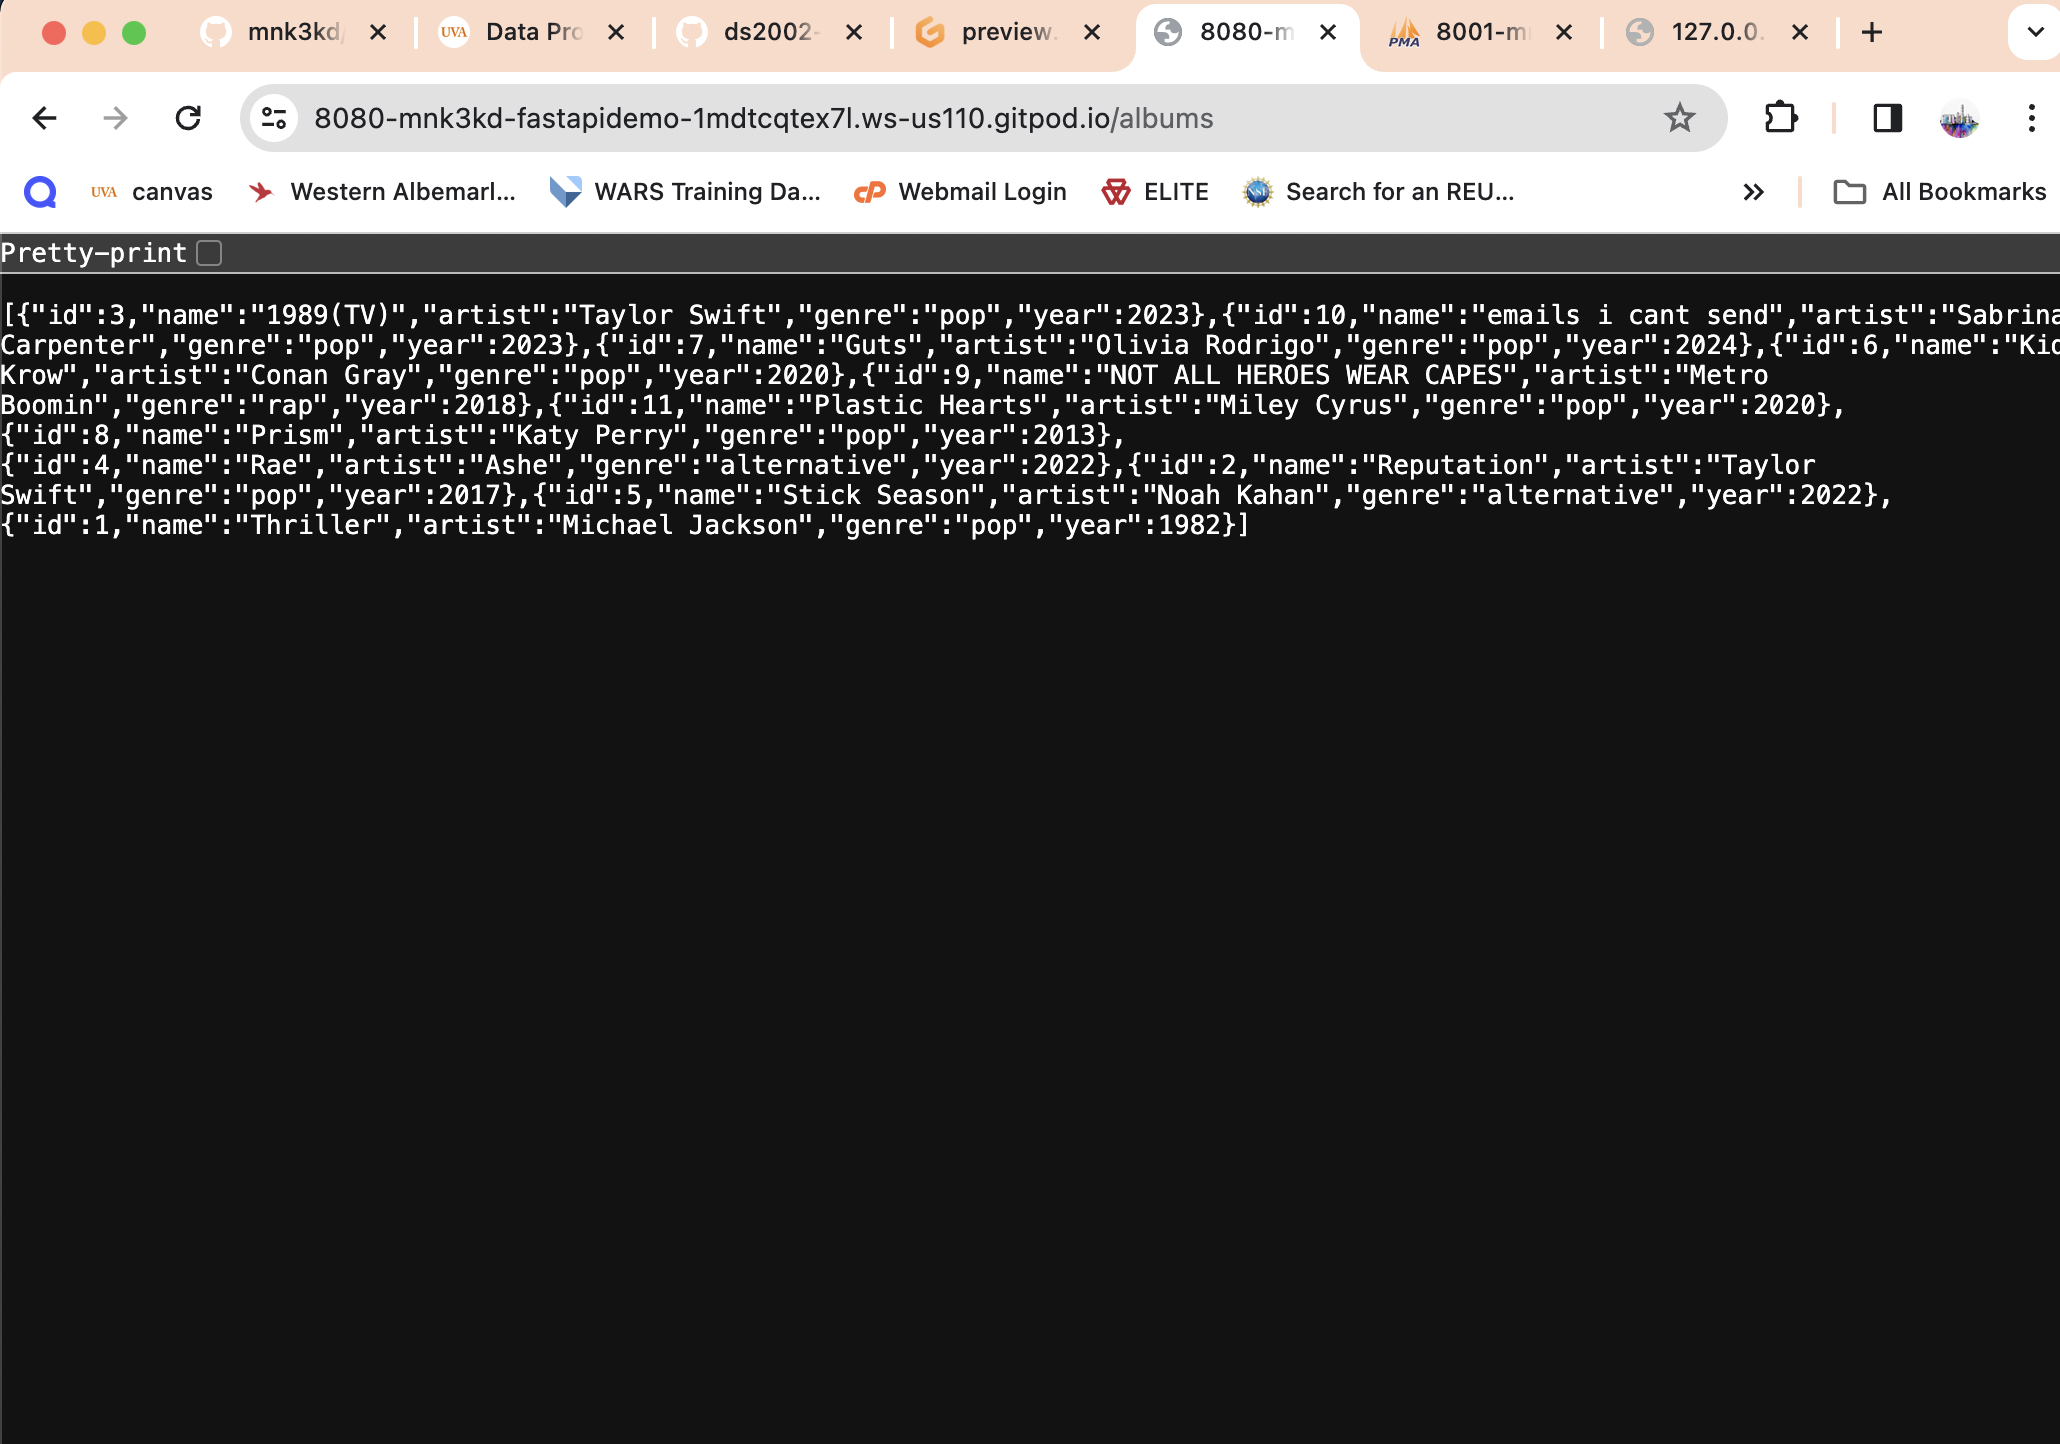 mnk3kd/
UVA Data Pro
ds2002-
preview.
8080-m
PMA 8001-m
127.0.0.
8080-mnk3kd-fastapidemo-1mdtcqtex7l.ws-us110.gitpod.io/albums
UVA canvas
Western Albemarl...
WARS Training Da...
cP Webmail Login
ELITE
NSF Search for an REU...
All Bookmarks
Pretty-print
[{"id":3,"name":"1989(TV)","artist":"Taylor Swift","genre":"pop","year":2023},{"id":10,"name":"emails i cant send","artist":"Sabrina
Carpenter","genre":"pop","year":2023},{"id":7,"name":"Guts","artist":"Olivia Rodrigo","genre":"pop","year":2024},{"id":6,"name":"Kid
Krow","artist":"Conan Gray","genre":"pop","year":2020},{"id":9,"name":"NOT ALL HEROES WEAR CAPES","artist":"Metro
Boomin","genre":"rap","year":2018},{"id":11,"name":"Plastic Hearts","artist":"Miley Cyrus","genre":"pop","year":2020},
{"id":8,"name":"Prism","artist":"Katy Perry","genre":"pop","year":2013},
{"id":4,"name":"Rae","artist":"Ashe","genre":"alternative","year":2022},{"id":2,"name":"Reputation","artist":"Taylor
Swift","genre":"pop","year":2017},{"id":5,"name":"Stick Season","artist":"Noah Kahan","genre":"alternative","year":2022},
{"id":1,"name":"Thriller","artist":"Michael Jackson","genre":"pop","year":1982}]